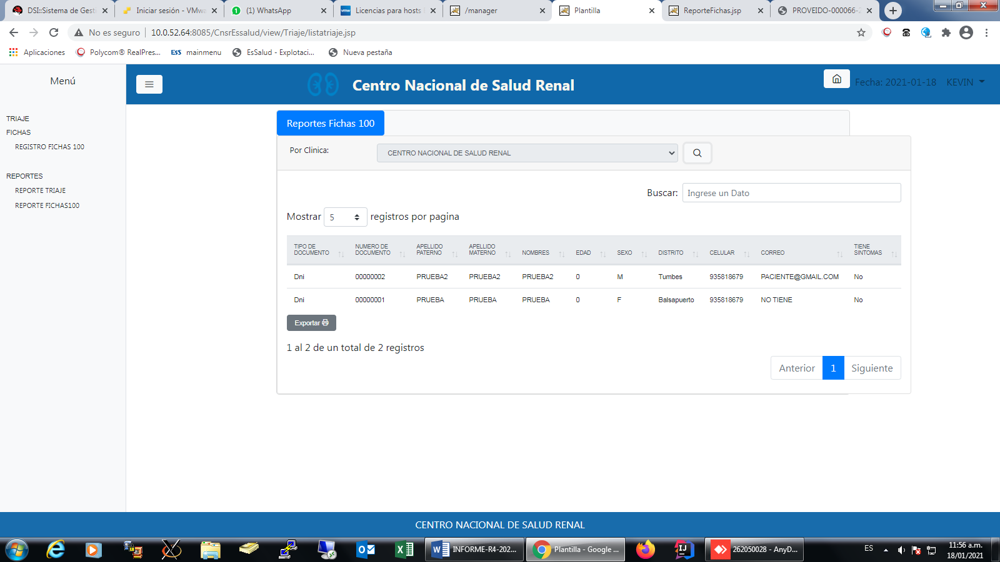 DSI::Sistema de Gest
Iniciar sesión - VMwa
(1) WhatsApp
Licencias para hosts
/manager
Plantilla
ReporteFichas.jsp
PROVEIDO-000066-2
No es seguro
10.0.52.64:8085/CnsrEssalud/view/Triaje/listatriaje.jsp
Aplicaciones
Polycom® RealPres...
EsS mainmenu
EsSalud - Explotaci...
Nueva pestaña
Menú
Centro Nacional de Salud Renal
Fecha: 2021-01-18
KEVIN
TRIAJE
FICHAS
REGISTRO FICHAS 100
REPORTES
REPORTE TRIAJE
REPORTE FICHAS100
Reportes Fichas 100
Por Clinica:
CENTRO NACIONAL DE SALUD RENAL
Buscar: Ingrese un Dato
Mostrar 5 registros por pagina
TIPO DE DOCUMENTO NUMERO DE DOCUMENTO APELLIDO PATERNO APELLIDO MATERNO NOMBRES EDAD SEXO DISTRITO CELULAR CORREO TIENE SINTOMAS
Dni 00000002 PRUEBA2 PRUEBA2 PRUEBA2 0 M Tumbes 935818679 PACIENTE@GMAIL.COM No
Dni 00000001 PRUEBA PRUEBA PRUEBA 0 F Balsapuerto 935818679 NO TIENE No
Exportar
1 al 2 de un total de 2 registros
Anterior 1 Siguiente
CENTRO NACIONAL DE SALUD RENAL
INFORME-R4-202...
Plantilla - Google ...
262050028 - AnyD...
ES
11:56 a.m.
18/01/2021